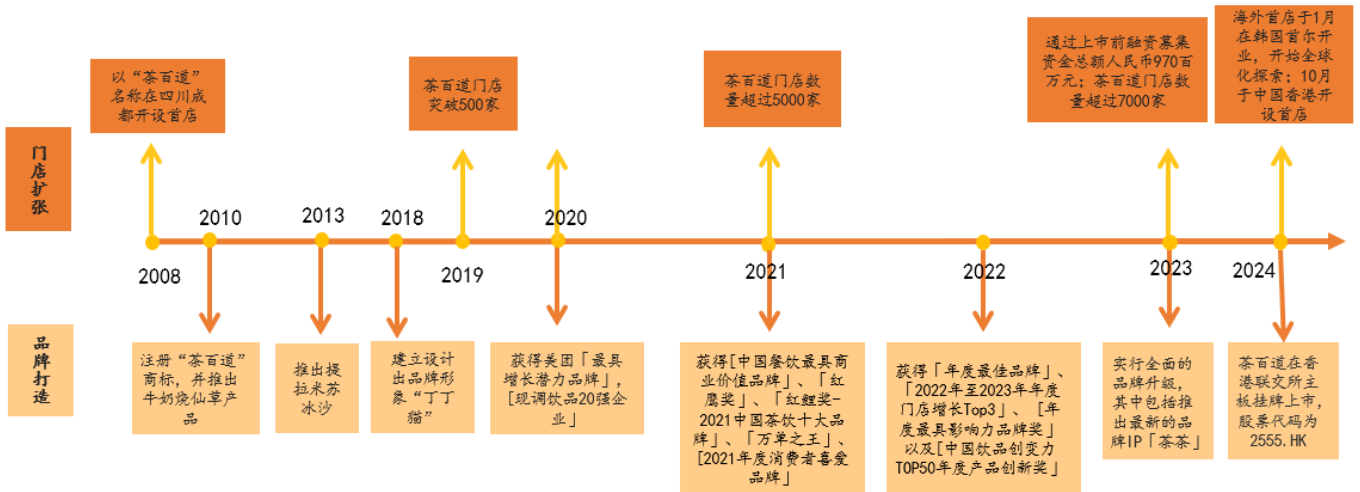 以“茶百道”
名称在四川成
都开设首店
茶百道门店
突破500家
茶百道门店数
量超过5000家
通过上市前融资募集
资金总额人民币970百
万元；茶百道门店数
量超过7000家
海外首店于1月
在韩国首尔开
业，开始全球
化探索；10月
于中国香港开
设首店
门店扩张
2010
2013
2018
2020
2008
2019
2021
2022
2023
2024
品牌打造
注册“茶百道”
商标，并推出
牛奶烧仙草产
品
推出提
拉米苏
冰沙
建立设计
出品牌形
象“丁丁
猫”
获得美团「最具
增长潜力品牌」，
[现调饮品20强企
业」
获得[中国餐饮最具商
业价值品牌」、「红
鹰奖」、「红鲤奖-
2021中国茶饮十大品
牌」、「万单之王」、
[2021年度消费者喜爱
品牌」
获得「年度最佳品牌」、
「2022年至2023年年度
门店增长Top3」、 [年
度最具影响力品牌奖」
以及[中国饮品创变力
TOP50年度产品创新奖」
实行全面的
品牌升级，
其中包括推
出最新的品
牌IP「茶茶」
茶百道在香
港联交所主
板挂牌上市，
股票代码为
2555.HK